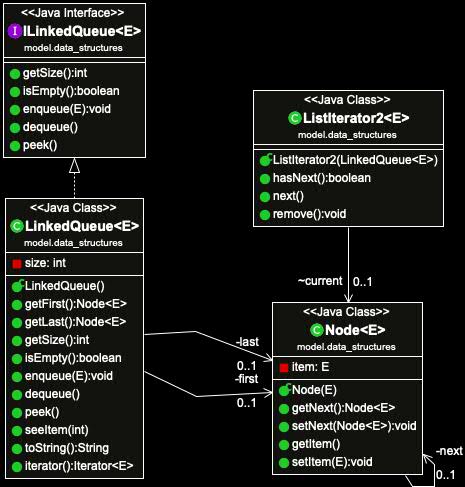 <<Java Interface>>
I ILinkedQueue<E>
model.data_structures
getSize():int
isEmpty():boolean
enqueue(E):void
dequeue()
peek()
<<Java Class>>
C ListIterator2<E>
model.data_structures
C ListIterator2(LinkedQueue<E>)
hasNext():boolean
next()
remove():void
<<Java Class>>
C LinkedQueue<E>
model.data_structures
size: int
C LinkedQueue()
getFirst():Node<E>
getLast():Node<E>
getSize():int
isEmpty():boolean
enqueue(E):void
dequeue()
peek()
seeItem(int)
toString():String
iterator():Iterator<E>
~current 0..1
-last
0..1
-first
0..1
<<Java Class>>
C Node<E>
model.data_structures
item: E
C Node(E)
getNext():Node<E>
setNext(Node<E>):void
getItem()
setItem(E):void
-next
0..1